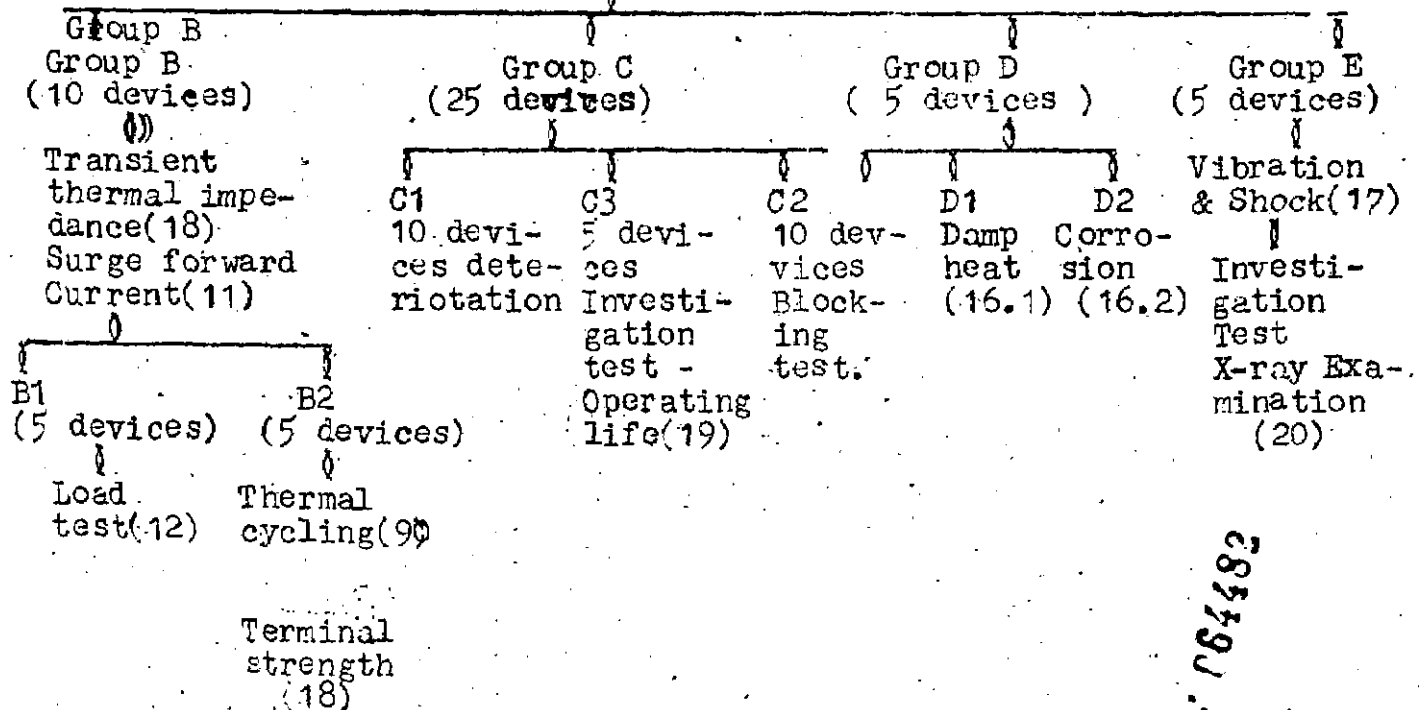 Group B
Group B
(10 devices)
Transient
thermal impe-
dance(18)
Surge forward
Current(11)
B1
(5 devices)
Load
test(12)
B2
(5 devices)
Thermal
cycling(9)
Terminal
strength
(18)
Group C
(25 devices)
C1
10 devi-
ces dete-
riotation
C3
5 devi-
ces
Investi-
gation
test -
Operating
life(19)
C2
10 dev-
vices
Block-
ing
test.
Group D
( 5 devices )
D1
Damp
heat
(16.1)
D2
Corro-
sion
(16.2)
Group E
(5 devices)
Vibration
& Shock(17)
Investi-
gation
Test
X-ray Exa-
mination
(20)
064482